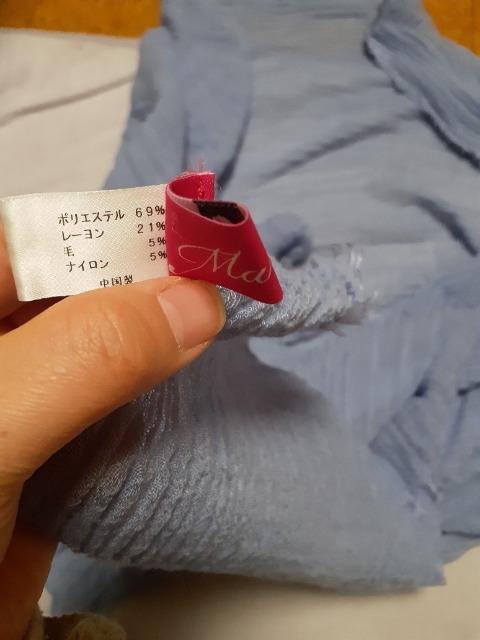 ポリエステル 69%
レーヨン 21%
毛 5%
ナイロン 5%
中国製
Ma